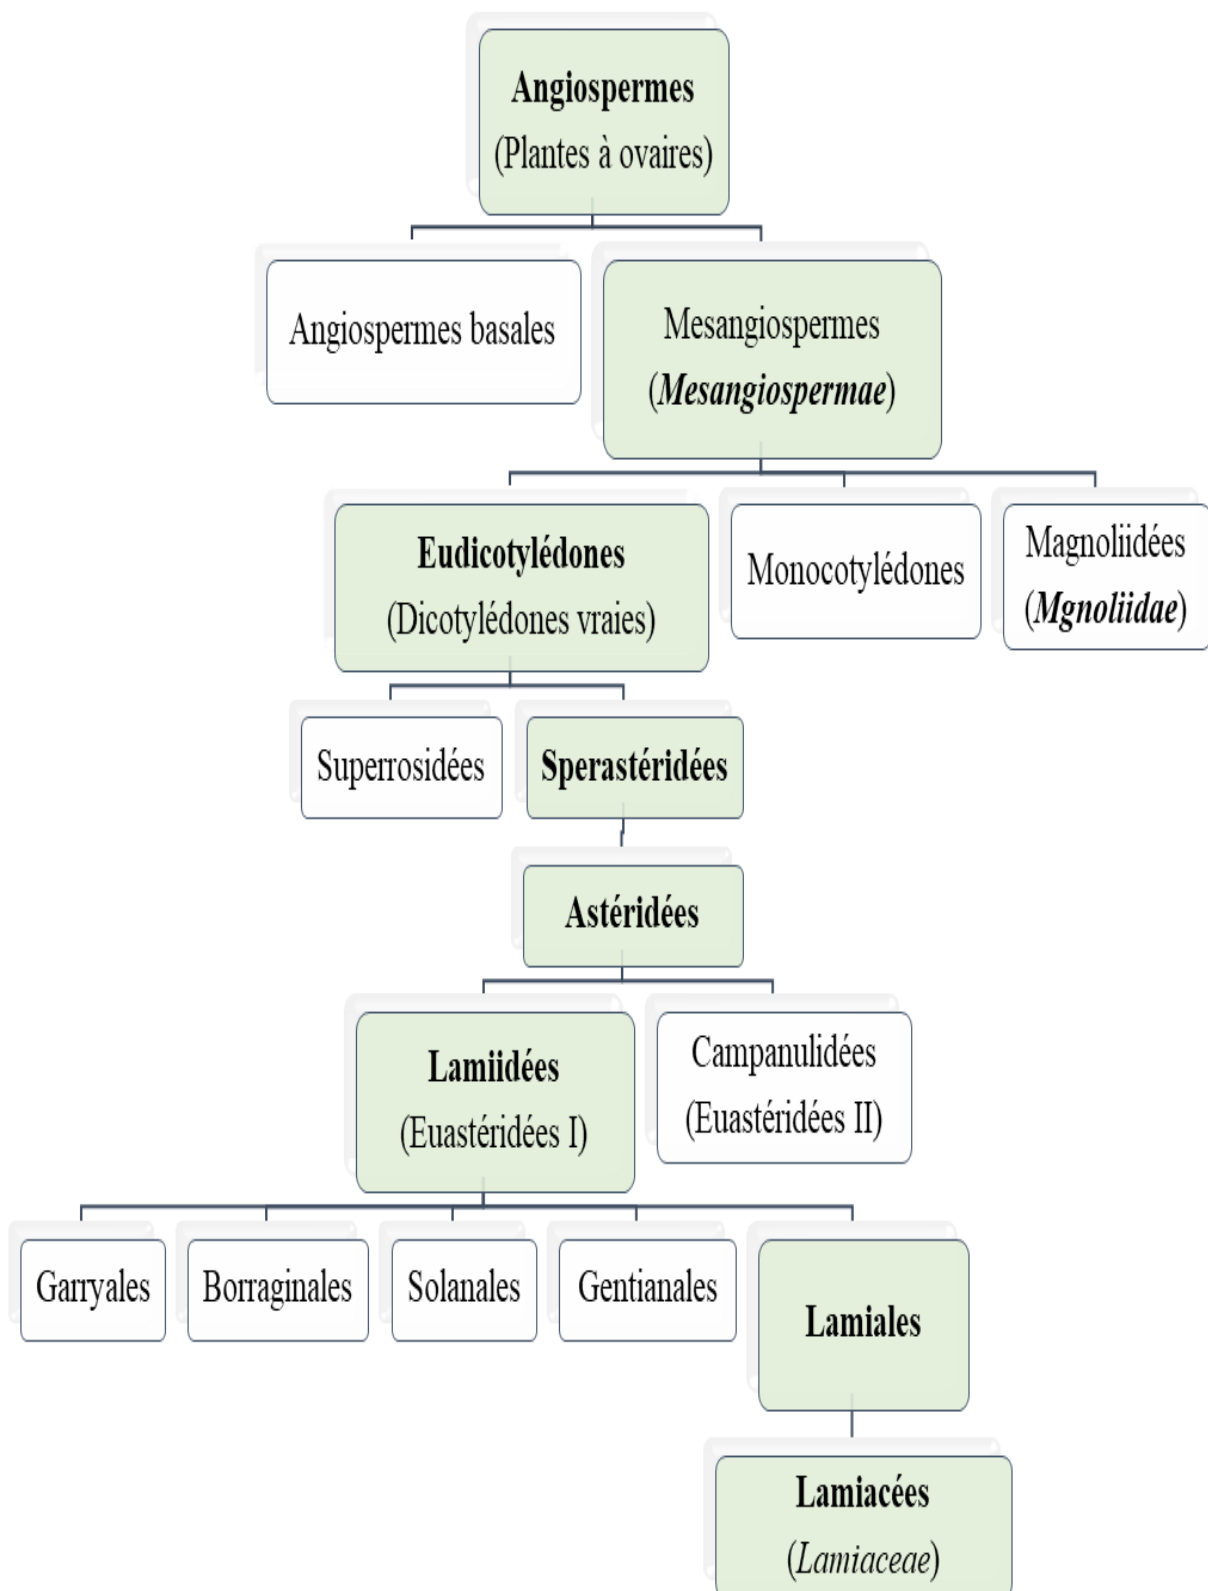 Angiospermes
(Plantes à ovaires)
Angiospermes basales
Mesangiospermes
(Mesangiospermae)
Eudicotylédones
(Dicotylédones vraies)
Monocotylédones
Magnoliidées
(Mgnoliidae)
Superrosidées
Sperastéridées
Astéridées
Lamiidées
(Euastéridées I)
Campanulidées
(Euastéridées II)
Garryales
Borraginales
Solanales
Gentianales
Lamiales
Lamiacées
(Lamiaceae)